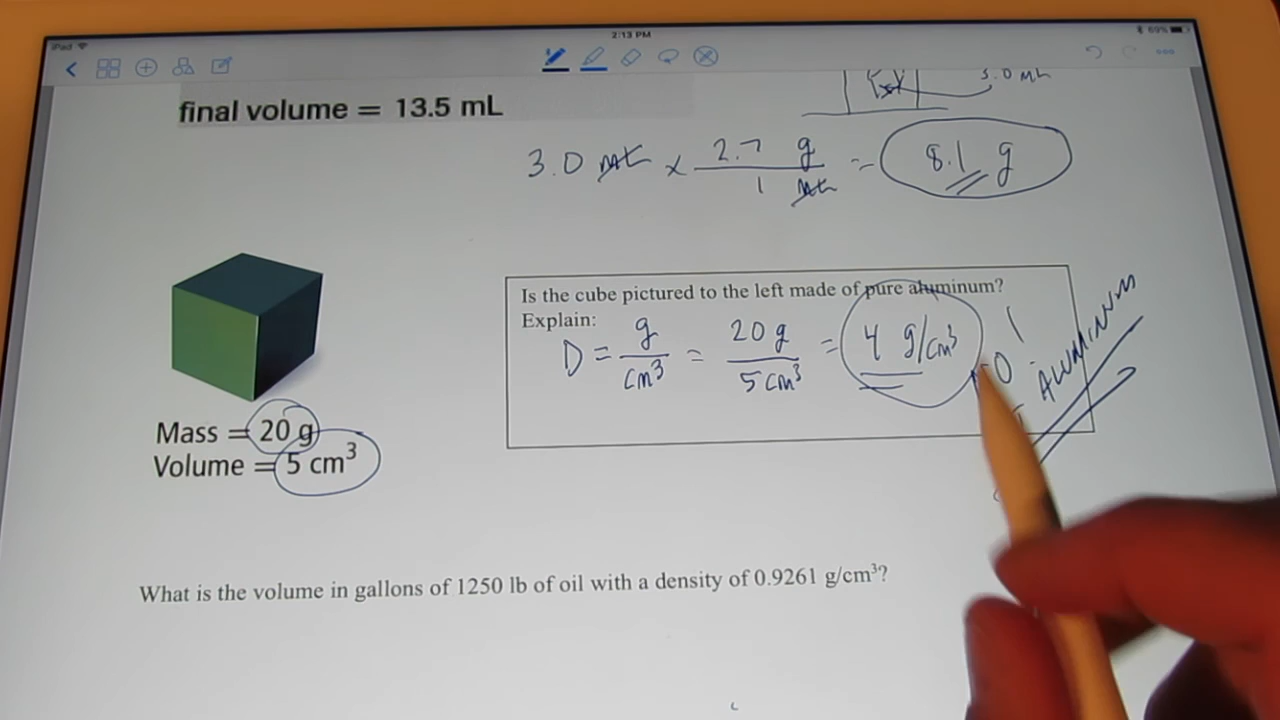 iPad
2:13 PM
69%
3.0 mL
final volume = 13.5 mL
3.0 mL x 2.7 g / 1 mL = 8.1 g
Is the cube pictured to the left made of pure aluminum?
Explain:
D = g / cm³ = 20 g / 5 cm³ = 4 g/cm³
ALUMINUM
Mass = 20 g
Volume = 5 cm³
What is the volume in gallons of 1250 lb of oil with a density of 0.9261 g/cm³?